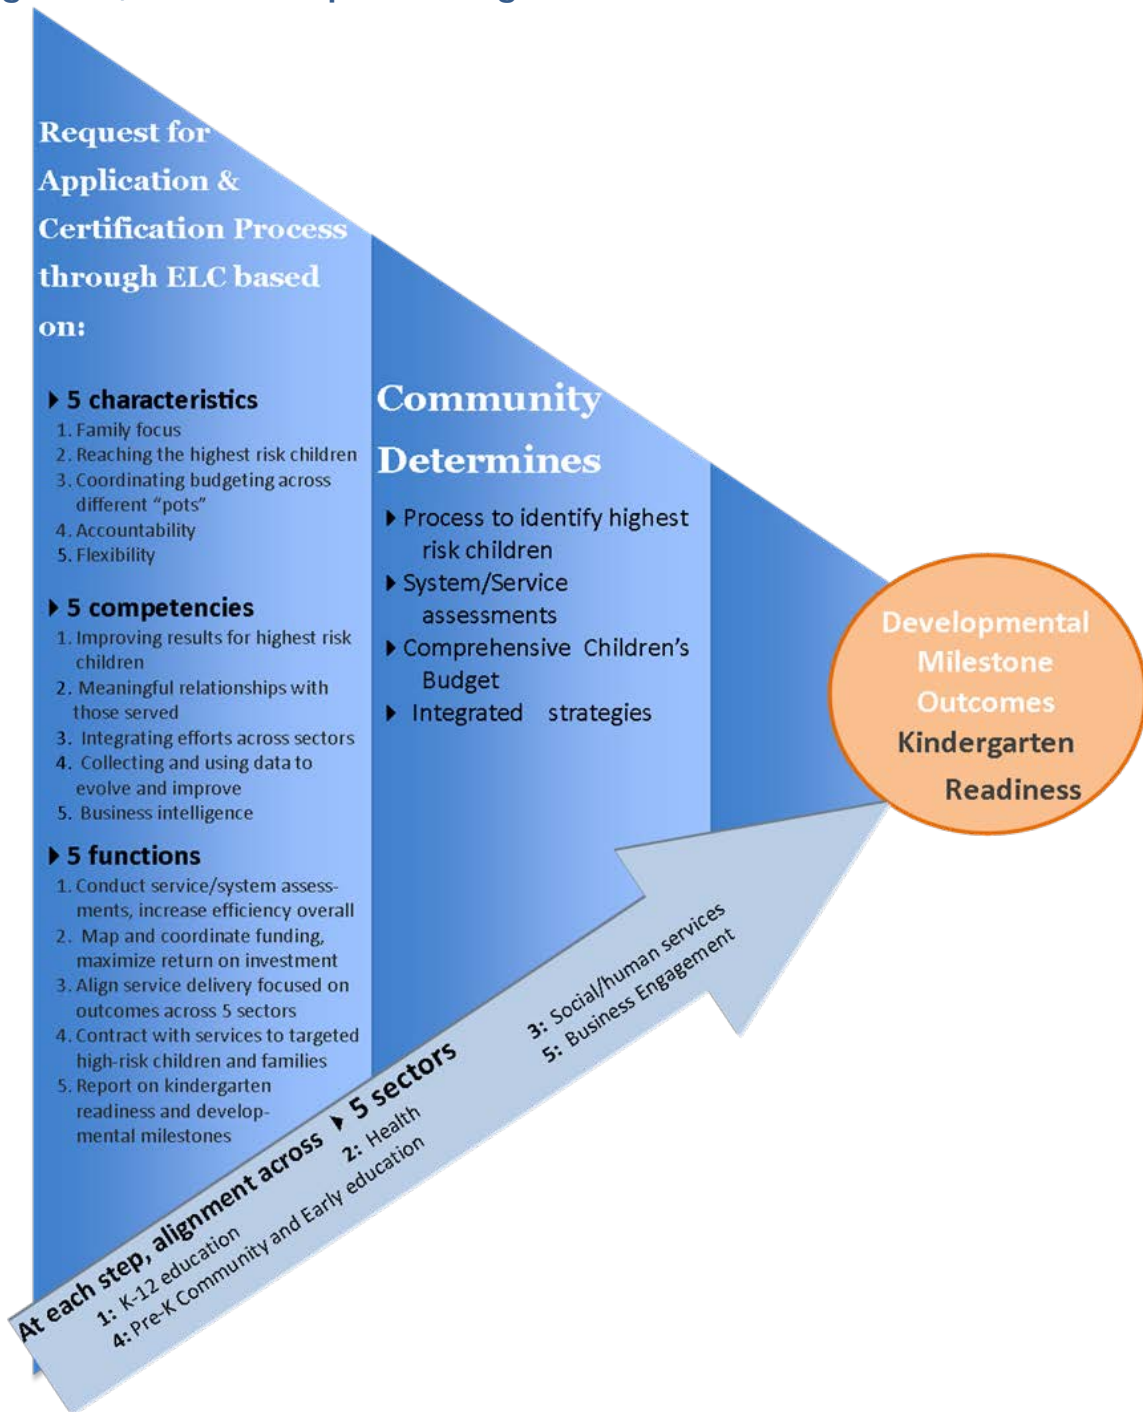 Request for
Application &
Certification Process
through ELC based
on:
5 characteristics
1. Family focus
2. Reaching the highest risk children
3. Coordinating budgeting across
different “pots”
4. Accountability
5. Flexibility
5 competencies
1. Improving results for highest risk
children
2. Meaningful relationships with
those served
3. Integrating efforts across sectors
4. Collecting and using data to
evolve and improve
5. Business intelligence
5 functions
1. Conduct service/system assess-
ments, increase efficiency overall
2. Map and coordinate funding,
maximize return on investment
3. Align service delivery focused on
outcomes across 5 sectors
4. Contract with services to targeted
high-risk children and families
5. Report on kindergarten
readiness and develop-
mental milestones
Community
Determines
Process to identify highest
risk children
System/Service
assessments
Comprehensive Children’s
Budget
Integrated strategies
Developmental
Milestone
Outcomes
Kindergarten
Readiness
At each step, alignment across 5 sectors
1: K-12 education 2: Health 3: Social/human services
4: Pre-K Community and Early education 5: Business Engagement